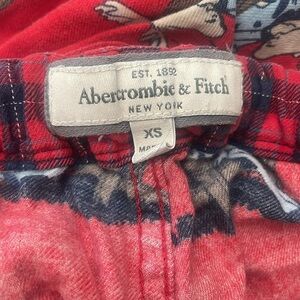 EST. 1892
Abercrombie & Fitch
NEW YORK
XS